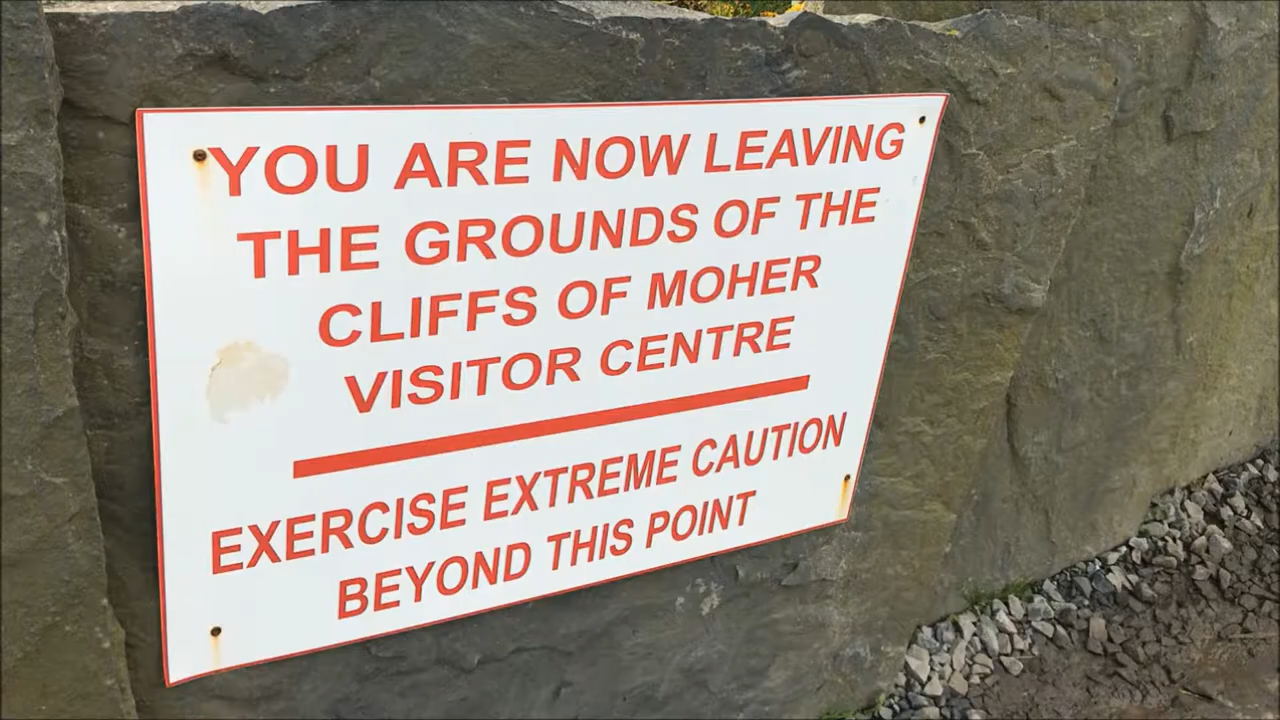 YOU ARE NOW LEAVING
THE GROUNDS OF THE
CLIFFS OF MOHER
VISITOR CENTRE
EXERCISE EXTREME CAUTION
BEYOND THIS POINT